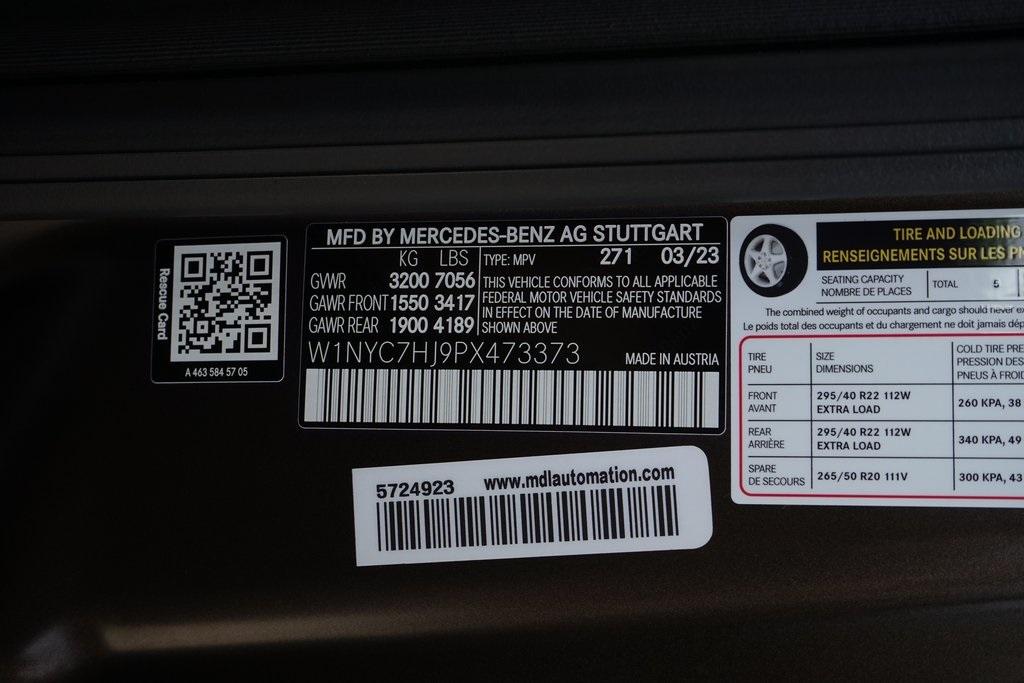 Rescue Card
A 463 584 57 05
MFD BY MERCEDES-BENZ AG STUTTGART
KG LBS
GVWR 3200 7056
GAWR FRONT 1550 3417
GAWR REAR 1900 4189
TYPE: MPV 271 03/23
THIS VEHICLE CONFORMS TO ALL APPLICABLE
FEDERAL MOTOR VEHICLE SAFETY STANDARDS
IN EFFECT ON THE DATE OF MANUFACTURE
SHOWN ABOVE
W1NYC7HJ9PX473373
MADE IN AUSTRIA
5724923 www.mdlautomation.com
TIRE AND LOADING
RENSEIGNEMENTS SUR LES
SEATING CAPACITY
NOMBRE DE PLACES
TOTAL 5
The combined weight of occupants and cargo should never
Le poids total des occupants et du chargement ne doit jamais
TIRE
PNEU
SIZE
DIMENSIONS
COLD TIRE
PRESSION
PNEUS À
FRONT
AVANT
295/40 R22 112W
EXTRA LOAD
260 KPA, 38
REAR
ARRIÈRE
295/40 R22 112W
EXTRA LOAD
340 KPA, 49
SPARE
DE SECOURS
265/50 R20 111V
300 KPA, 43